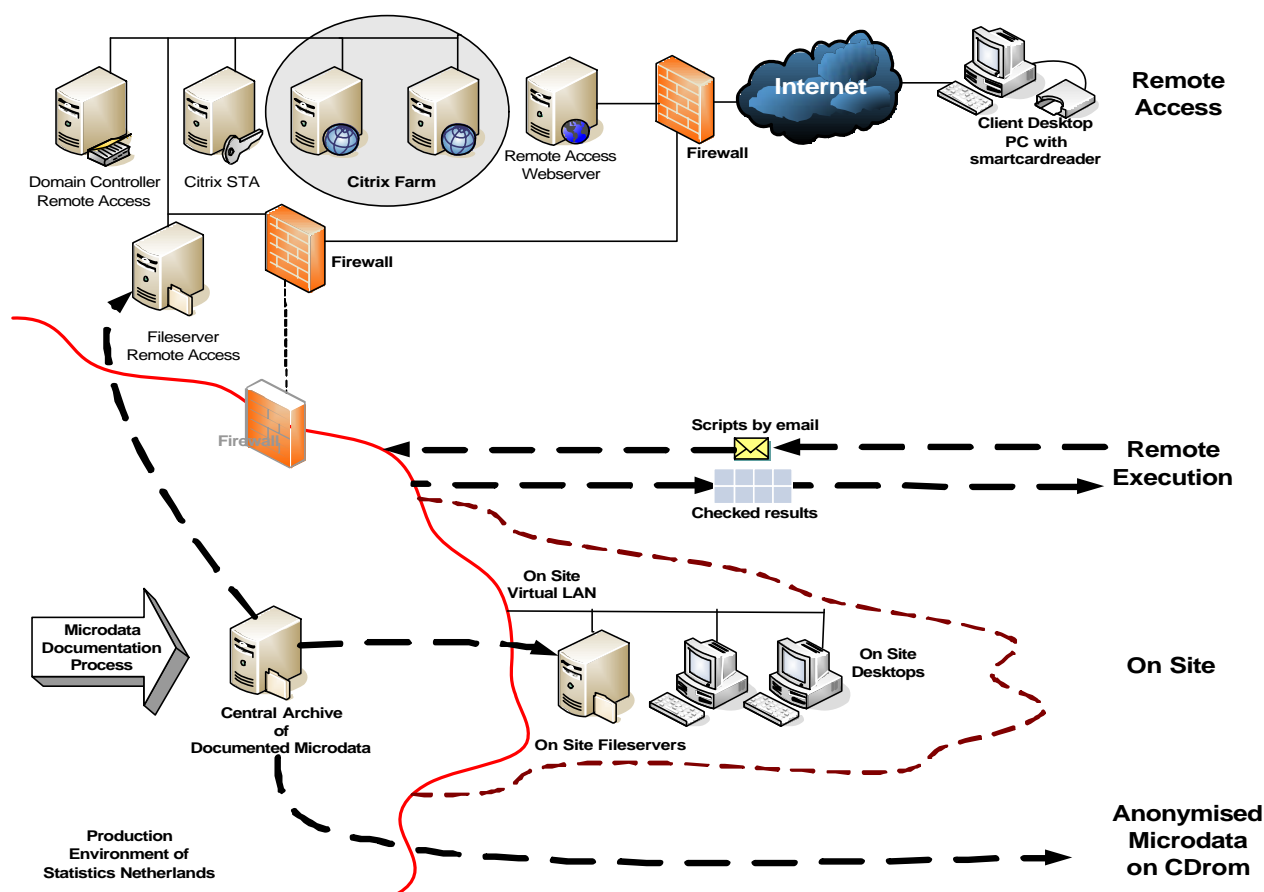 Remote
Access
Internet
Client Desktop
PC with
smartcardreader
Firewall
Remote Access
Webserver
Citrix Farm
Citrix STA
Domain Controller
Remote Access
Firewall
Fileserver
Remote Access
Firewall
Scripts by email
Checked results
Remote
Execution
On Site
Virtual LAN
Microdata
Documentation
Process
On Site
Desktops
On Site
Central Archive
of
Documented Microdata
On Site Fileservers
Production
Environment of
Statistics Netherlands
Anonymised
Microdata
on CDrom